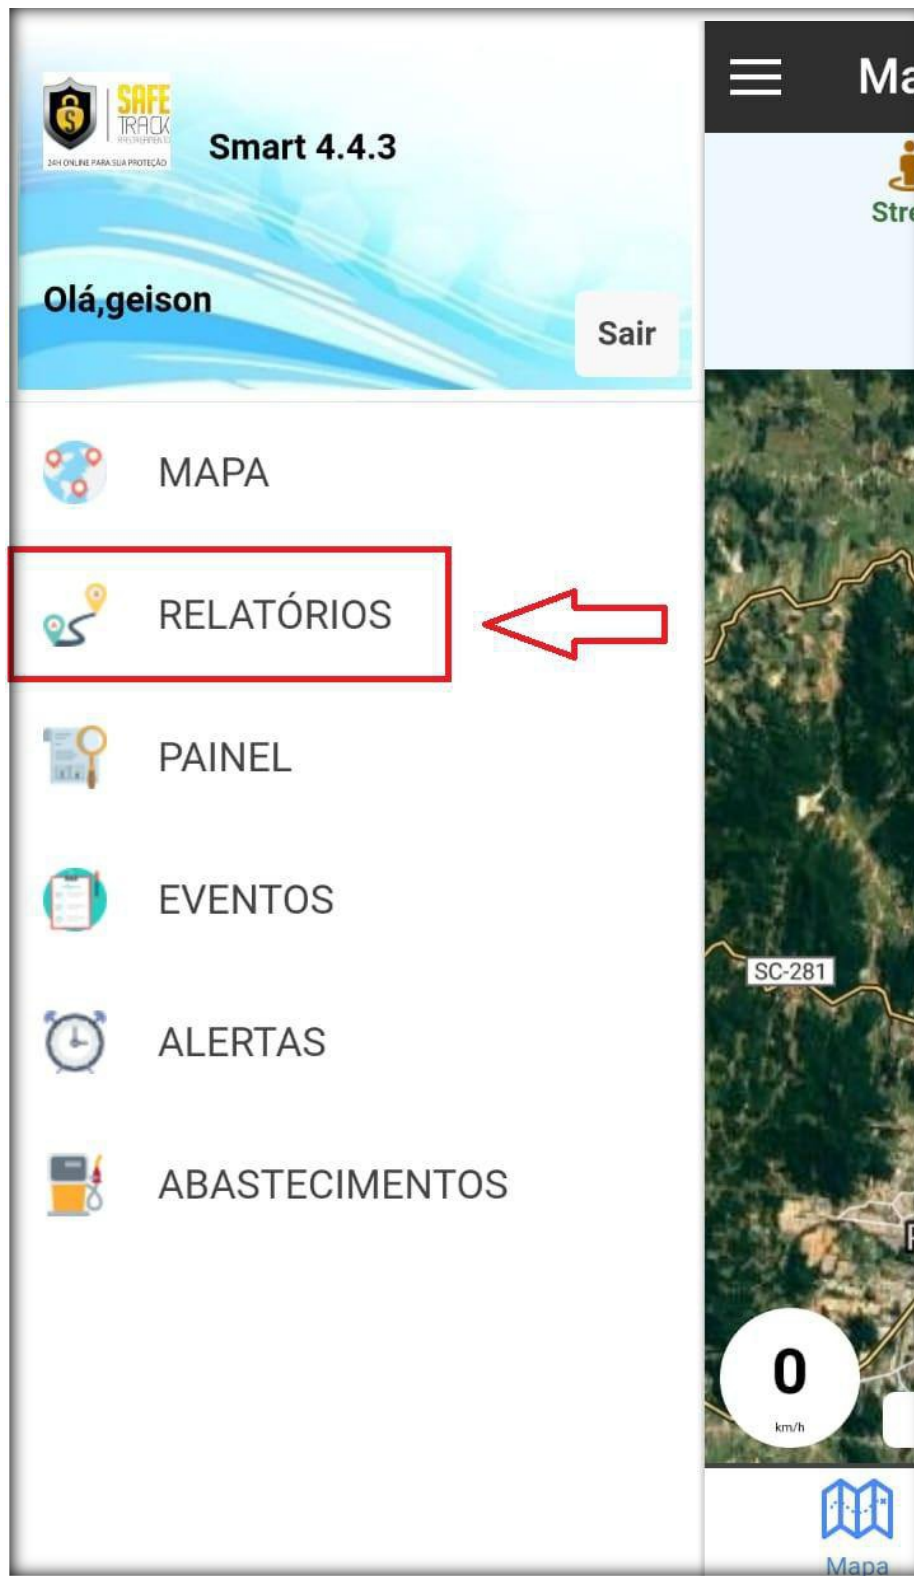 SAFE
TRACK
RASTREAMENTO
24H ONLINE PARA SUA PROTEÇÃO
Smart 4.4.3
Olá,geison
Sair
MAPA
RELATÓRIOS
PAINEL
EVENTOS
ALERTAS
ABASTECIMENTOS
Ma
Stre
SC-281
0
km/h
Mapa